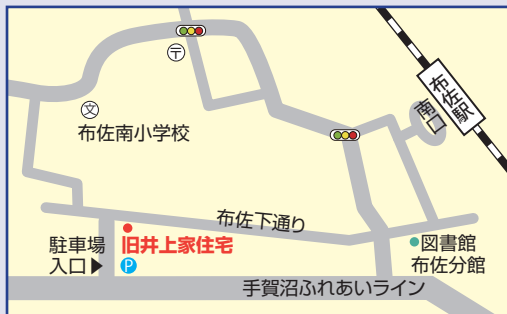 〒
文
布佐南小学校
布佐駅
南口
布佐下通り
旧井上家住宅
駐車場
入口▶
P
図書館
布佐分館
手賀沼ふれあいライン